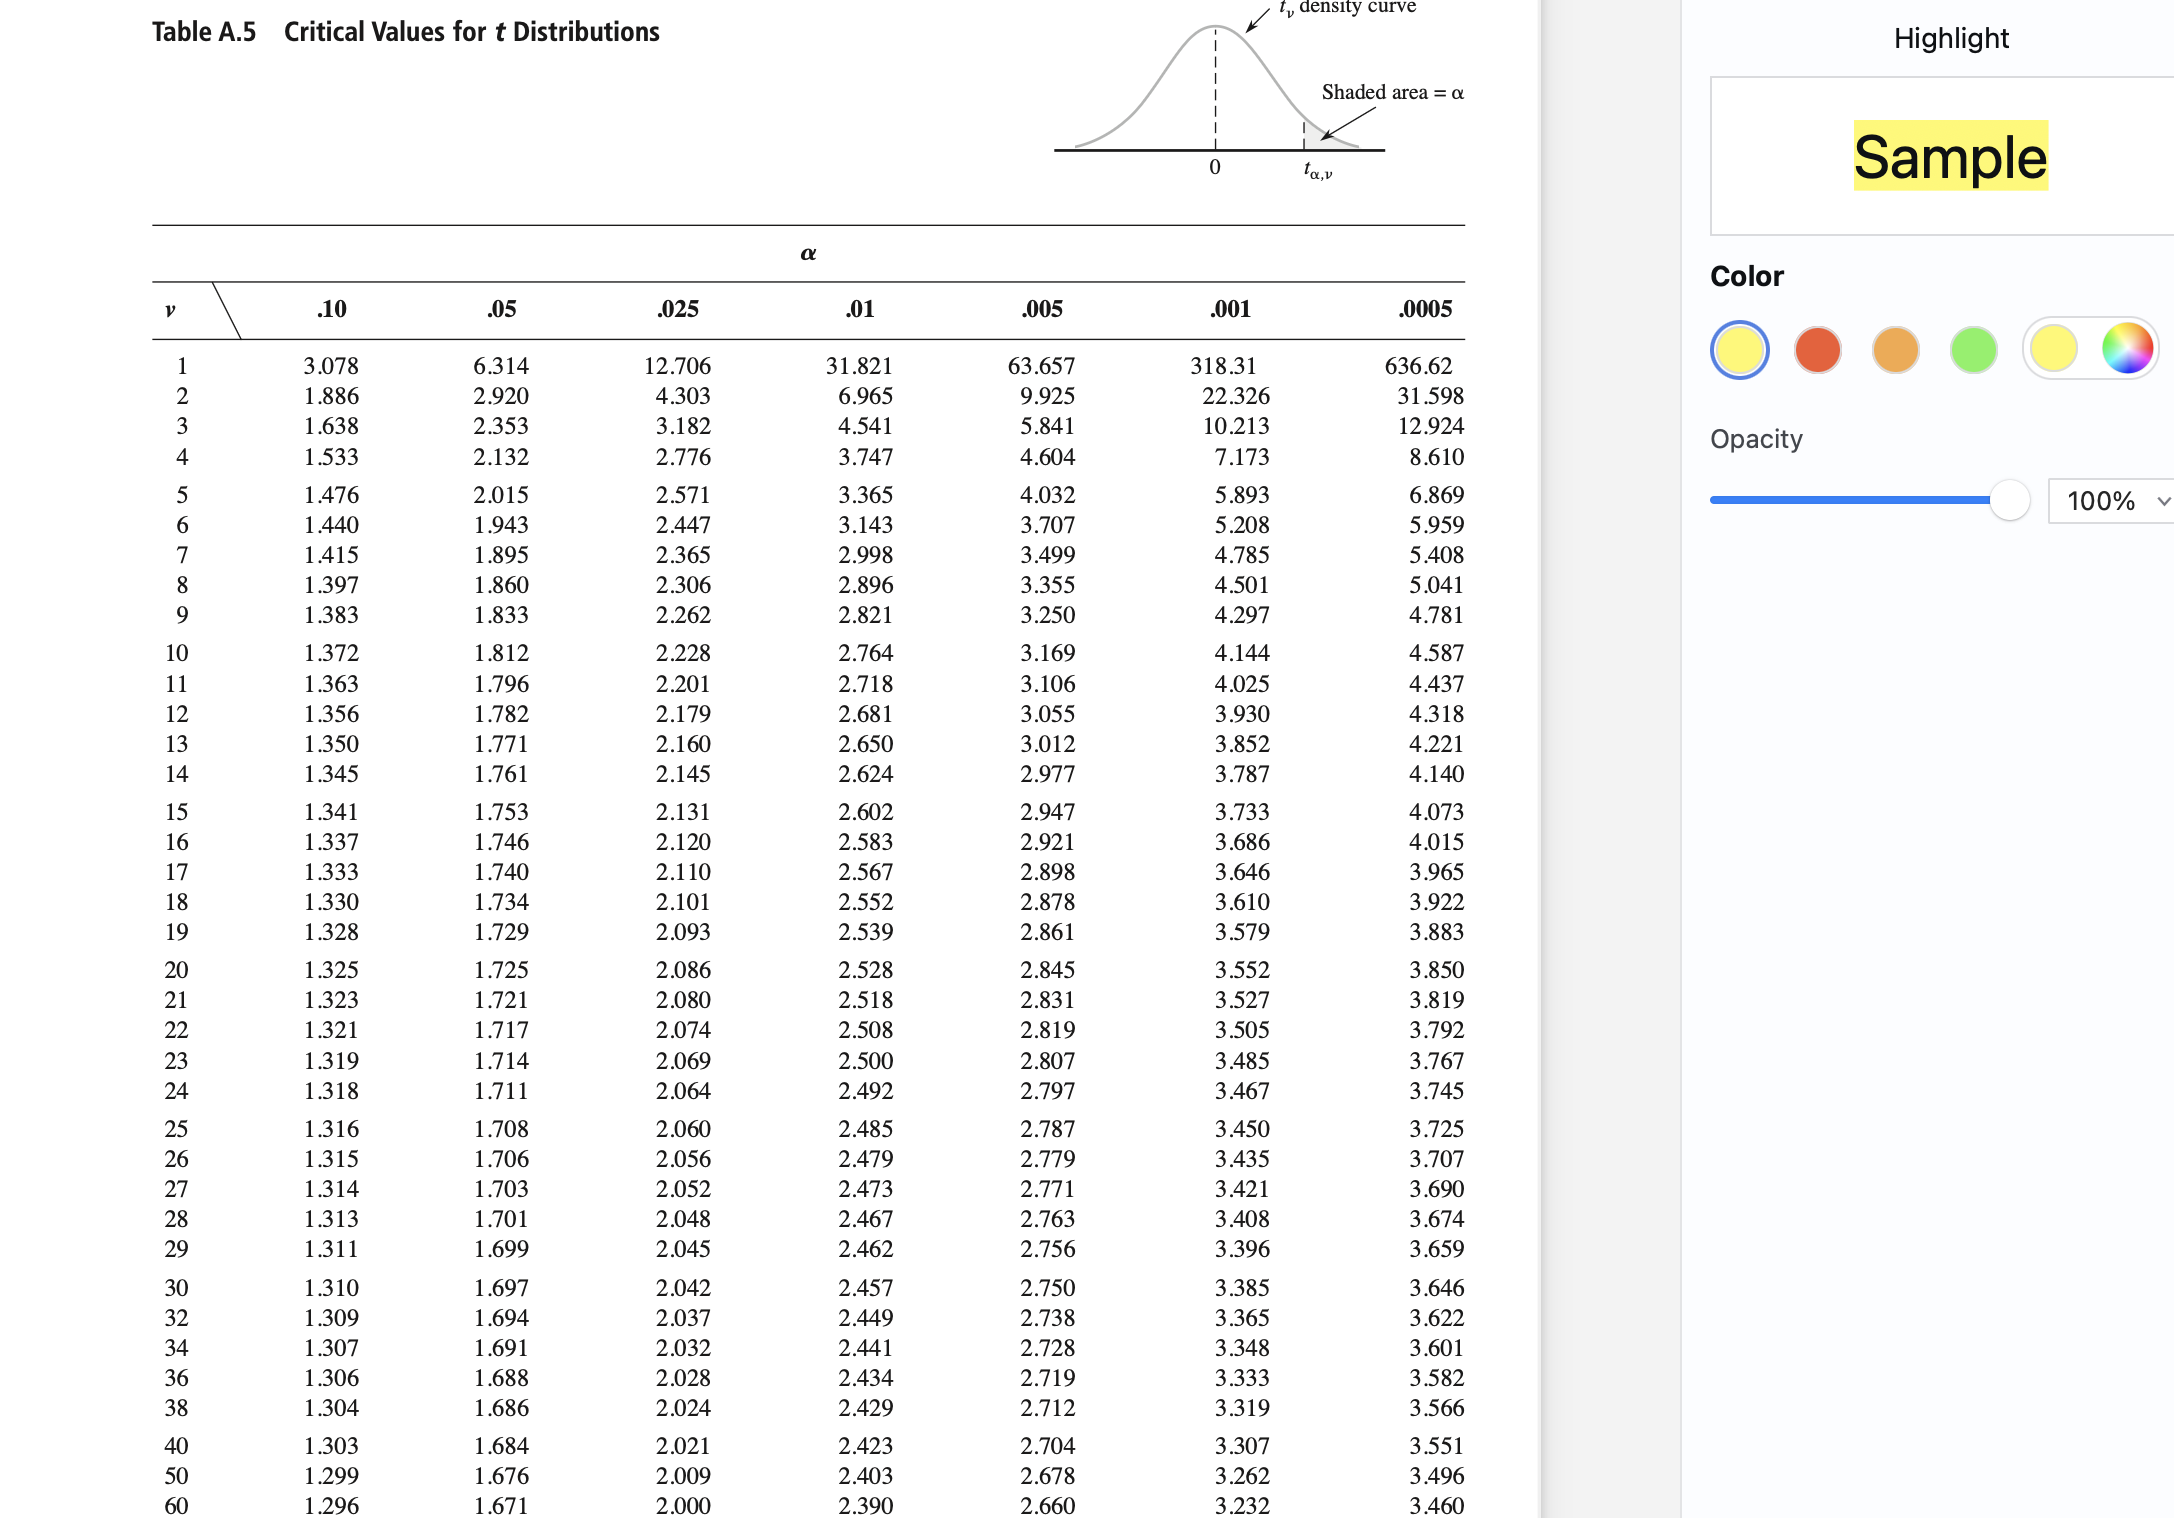 Table A.5 Critical Values for t Distributions
tν density curve
Shaded area = α
0
tα,ν
α
ν .10 .05 .025 .01 .005 .001 .0005
1 3.078 6.314 12.706 31.821 63.657 318.31 636.62
2 1.886 2.920 4.303 6.965 9.925 22.326 31.598
3 1.638 2.353 3.182 4.541 5.841 10.213 12.924
4 1.533 2.132 2.776 3.747 4.604 7.173 8.610
5 1.476 2.015 2.571 3.365 4.032 5.893 6.869
6 1.440 1.943 2.447 3.143 3.707 5.208 5.959
7 1.415 1.895 2.365 2.998 3.499 4.785 5.408
8 1.397 1.860 2.306 2.896 3.355 4.501 5.041
9 1.383 1.833 2.262 2.821 3.250 4.297 4.781
10 1.372 1.812 2.228 2.764 3.169 4.144 4.587
11 1.363 1.796 2.201 2.718 3.106 4.025 4.437
12 1.356 1.782 2.179 2.681 3.055 3.930 4.318
13 1.350 1.771 2.160 2.650 3.012 3.852 4.221
14 1.345 1.761 2.145 2.624 2.977 3.787 4.140
15 1.341 1.753 2.131 2.602 2.947 3.733 4.073
16 1.337 1.746 2.120 2.583 2.921 3.686 4.015
17 1.333 1.740 2.110 2.567 2.898 3.646 3.965
18 1.330 1.734 2.101 2.552 2.878 3.610 3.922
19 1.328 1.729 2.093 2.539 2.861 3.579 3.883
20 1.325 1.725 2.086 2.528 2.845 3.552 3.850
21 1.323 1.721 2.080 2.518 2.831 3.527 3.819
22 1.321 1.717 2.074 2.508 2.819 3.505 3.792
23 1.319 1.714 2.069 2.500 2.807 3.485 3.767
24 1.318 1.711 2.064 2.492 2.797 3.467 3.745
25 1.316 1.708 2.060 2.485 2.787 3.450 3.725
26 1.315 1.706 2.056 2.479 2.779 3.435 3.707
27 1.314 1.703 2.052 2.473 2.771 3.421 3.690
28 1.313 1.701 2.048 2.467 2.763 3.408 3.674
29 1.311 1.699 2.045 2.462 2.756 3.396 3.659
30 1.310 1.697 2.042 2.457 2.750 3.385 3.646
32 1.309 1.694 2.037 2.449 2.738 3.365 3.622
34 1.307 1.691 2.032 2.441 2.728 3.348 3.601
36 1.306 1.688 2.028 2.434 2.719 3.333 3.582
38 1.304 1.686 2.024 2.429 2.712 3.319 3.566
40 1.303 1.684 2.021 2.423 2.704 3.307 3.551
50 1.299 1.676 2.009 2.403 2.678 3.262 3.496
60 1.296 1.671 2.000 2.390 2.660 3.232 3.460
Highlight
Sample
Color
Opacity
100%